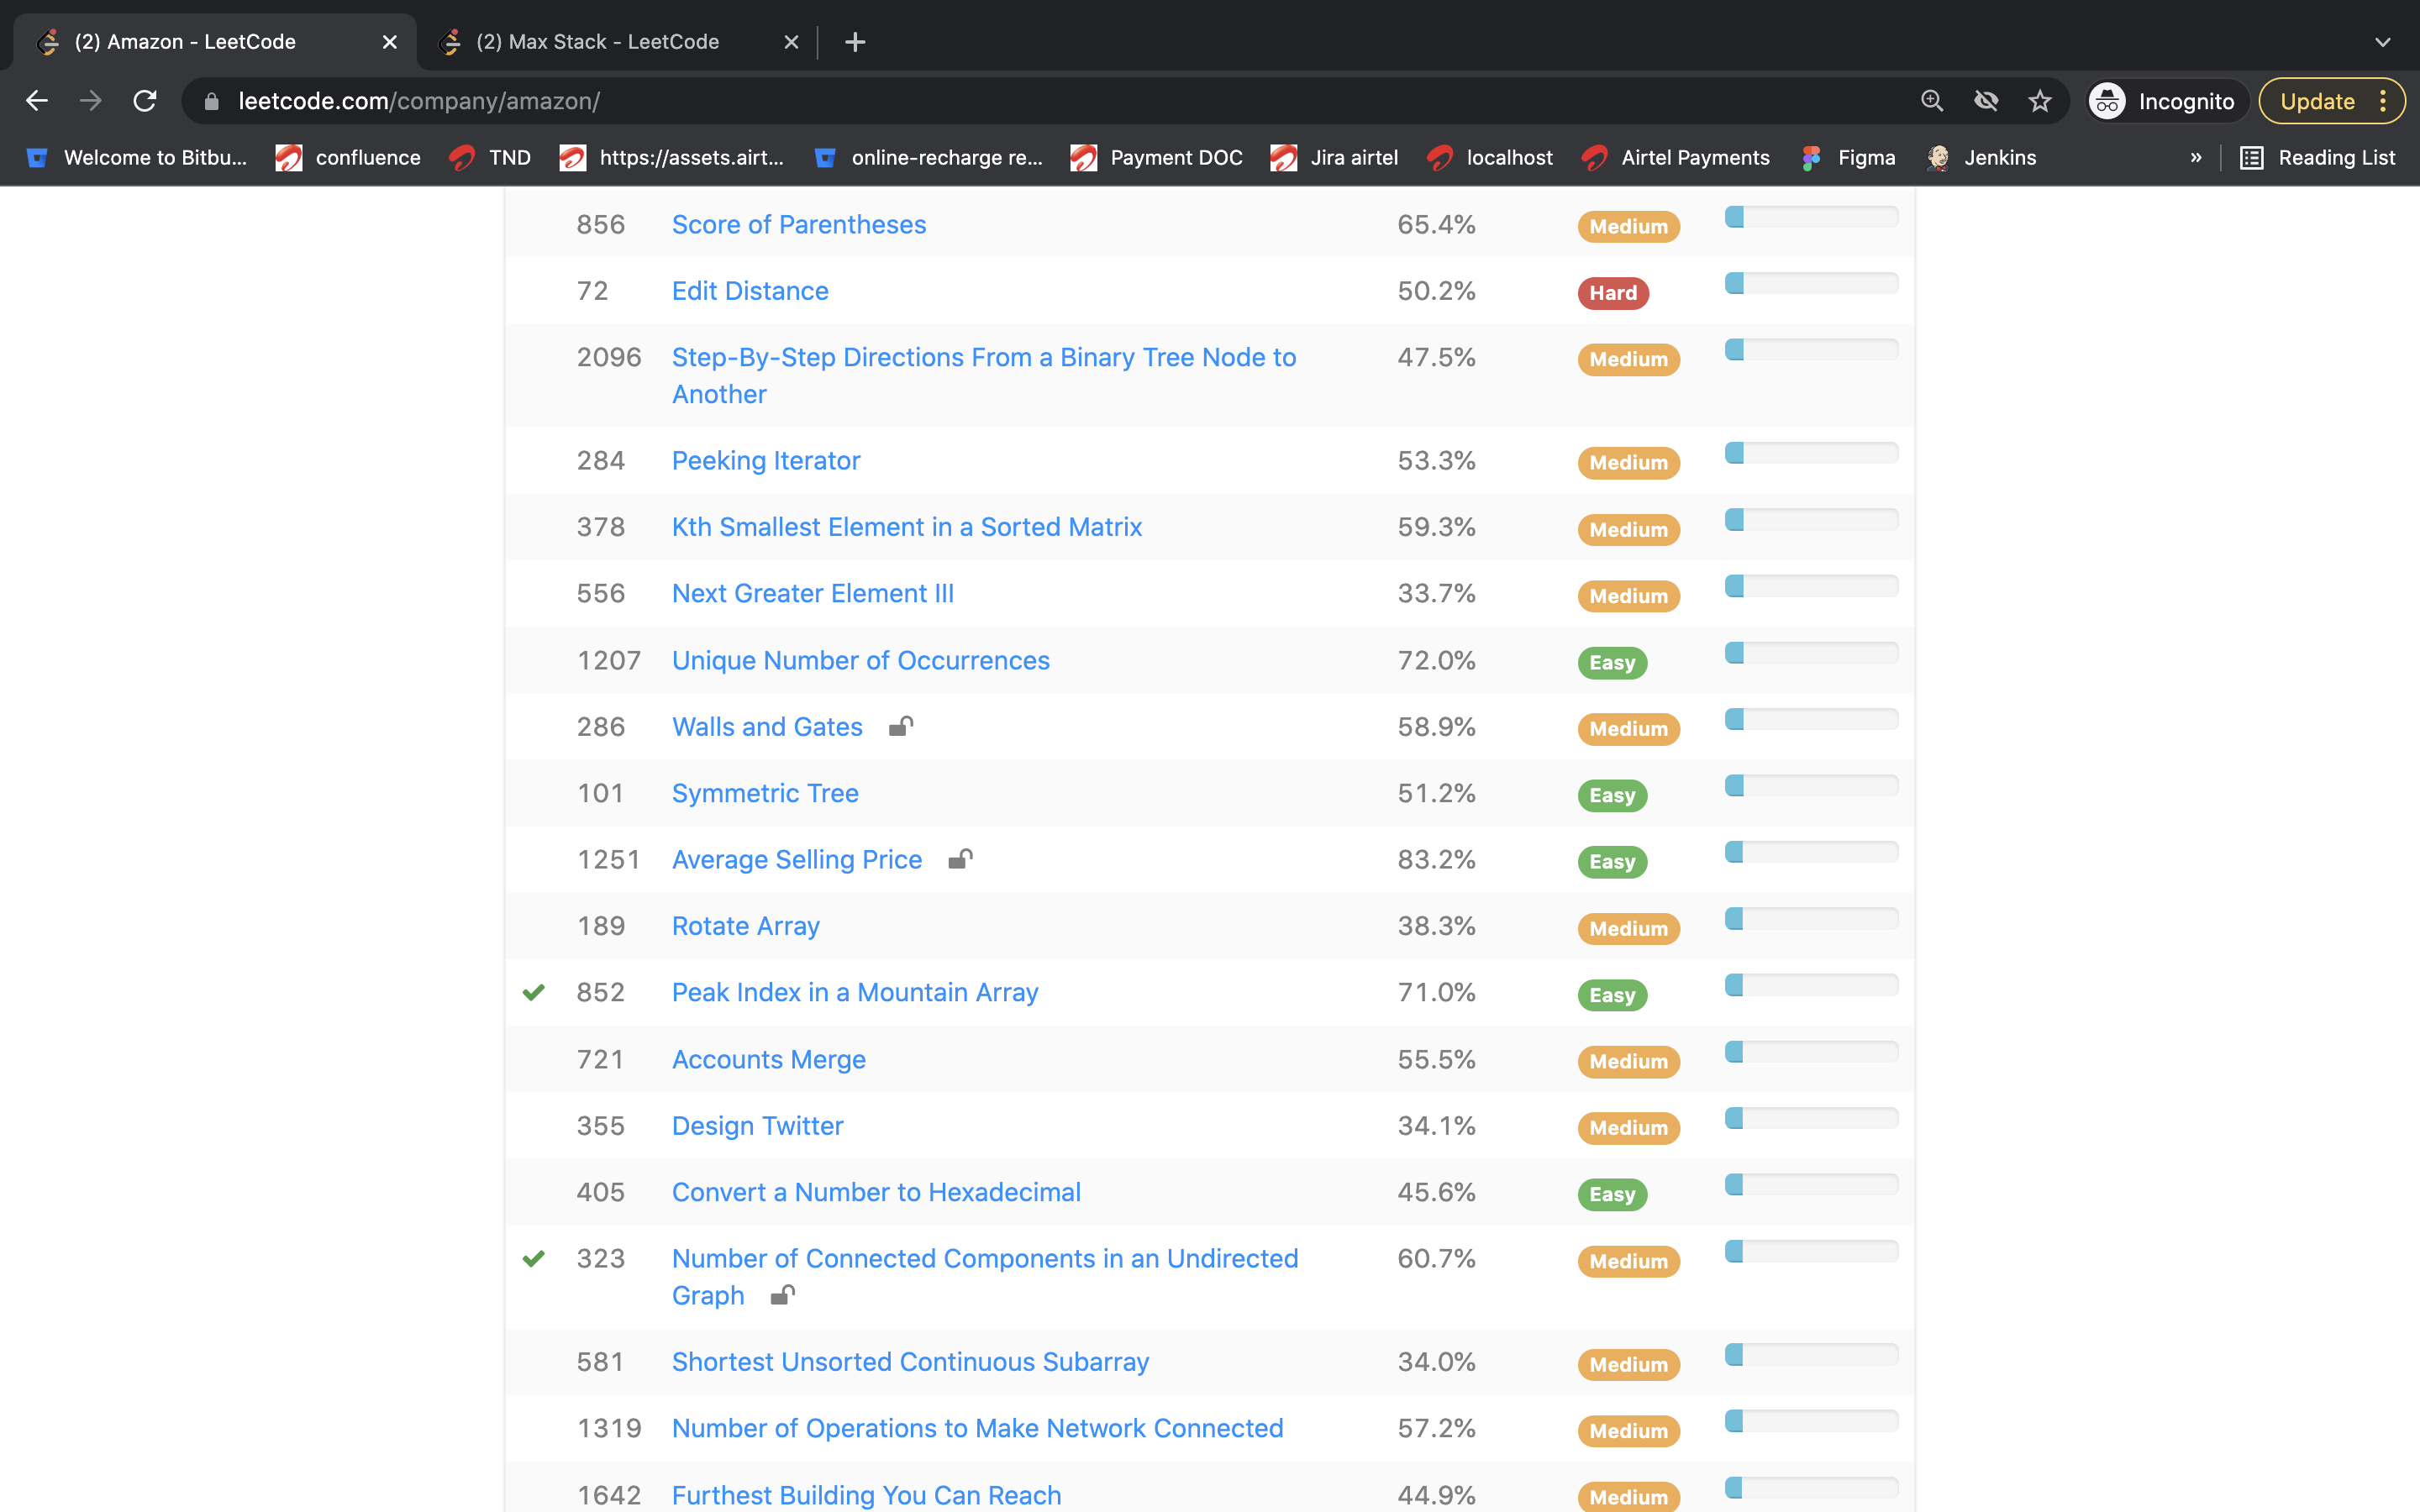 (2) Amazon - LeetCode
(2) Max Stack - LeetCode
leetcode.com/company/amazon/
Incognito
Update
Welcome to Bitbu...
confluence
TND
https://assets.airt...
online-recharge re...
Payment DOC
Jira airtel
localhost
Airtel Payments
Figma
Jenkins
»
Reading List
856 Score of Parentheses 65.4% Medium
72 Edit Distance 50.2% Hard
2096 Step-By-Step Directions From a Binary Tree Node to 47.5% Medium
Another
284 Peeking Iterator 53.3% Medium
378 Kth Smallest Element in a Sorted Matrix 59.3% Medium
556 Next Greater Element III 33.7% Medium
1207 Unique Number of Occurrences 72.0% Easy
286 Walls and Gates 58.9% Medium
101 Symmetric Tree 51.2% Easy
1251 Average Selling Price 83.2% Easy
189 Rotate Array 38.3% Medium
852 Peak Index in a Mountain Array 71.0% Easy
721 Accounts Merge 55.5% Medium
355 Design Twitter 34.1% Medium
405 Convert a Number to Hexadecimal 45.6% Easy
323 Number of Connected Components in an Undirected 60.7% Medium
Graph
581 Shortest Unsorted Continuous Subarray 34.0% Medium
1319 Number of Operations to Make Network Connected 57.2% Medium
1642 Furthest Building You Can Reach 44.9% Medium